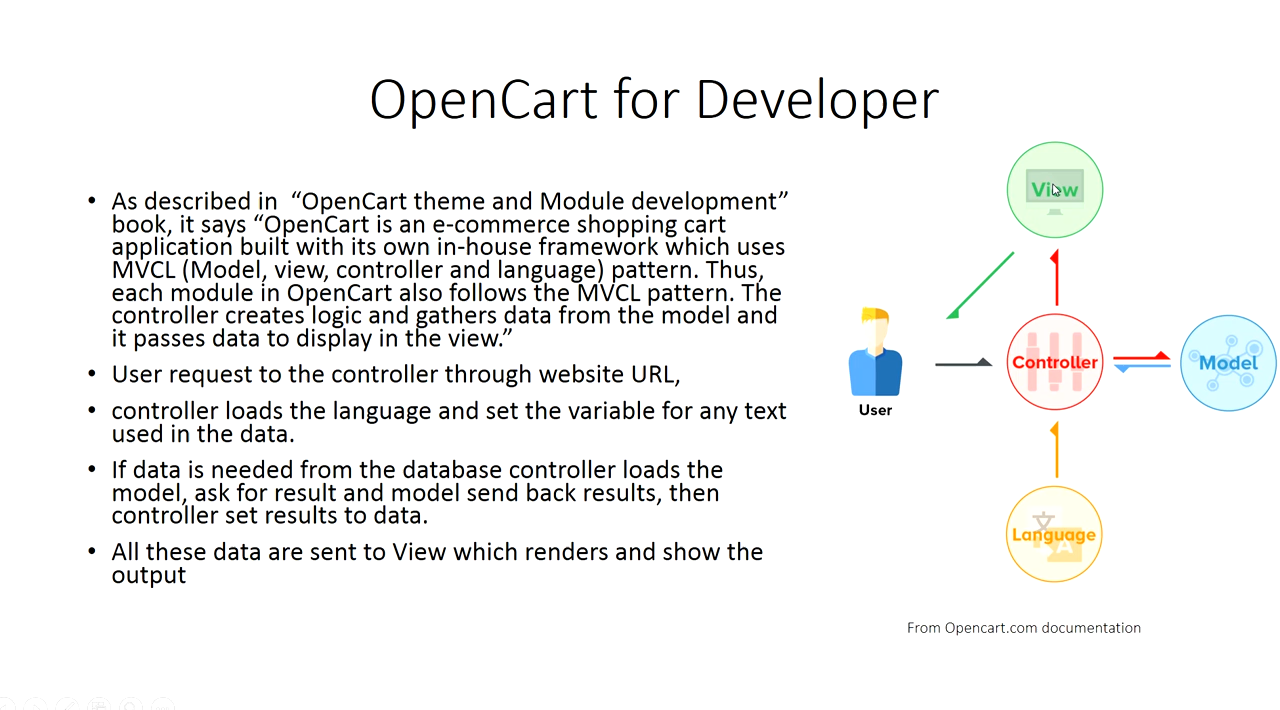 OpenCart for Developer
• As described in “OpenCart theme and Module development”
book, it says “OpenCart is an e-commerce shopping cart
application built with its own in-house framework which uses
MVCL (Model, view, controller and language) pattern. Thus,
each module in OpenCart also follows the MVCL pattern. The
controller creates logic and gathers data from the model and
it passes data to display in the view.”
• User request to the controller through website URL,
• controller loads the language and set the variable for any text
used in the data.
• If data is needed from the database controller loads the
model, ask for result and model send back results, then
controller set results to data.
• All these data are sent to View which renders and show the
output
View
Controller
Model
User
文
A
Language
From Opencart.com documentation